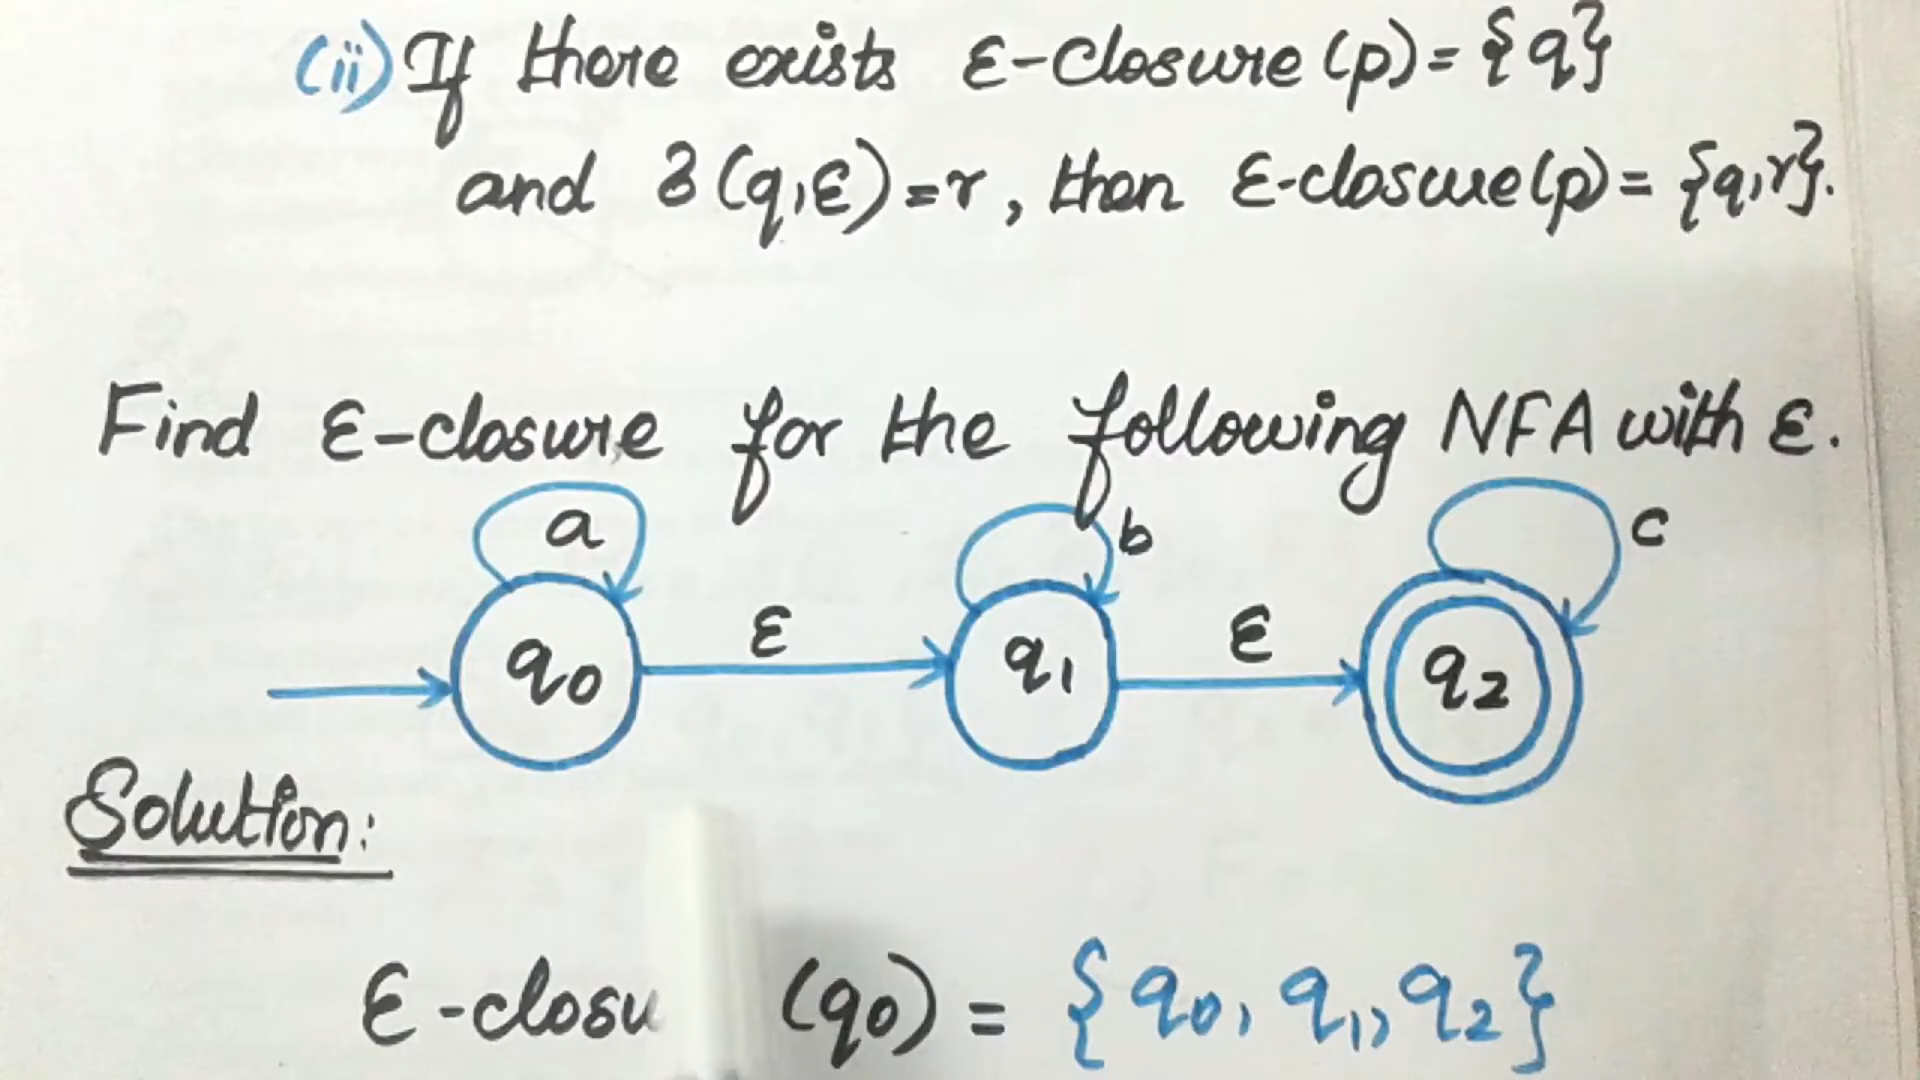 (ii) If there exists ε-closure (p) = {q}
and δ(q,ε)=r, then ε-closure(p) = {q,r}.
Find ε-closure for the following NFA with ε.
a b c
ε ε
q0 q1 q2
Solution:
ε-closu (q0) = {q0, q1, q2}